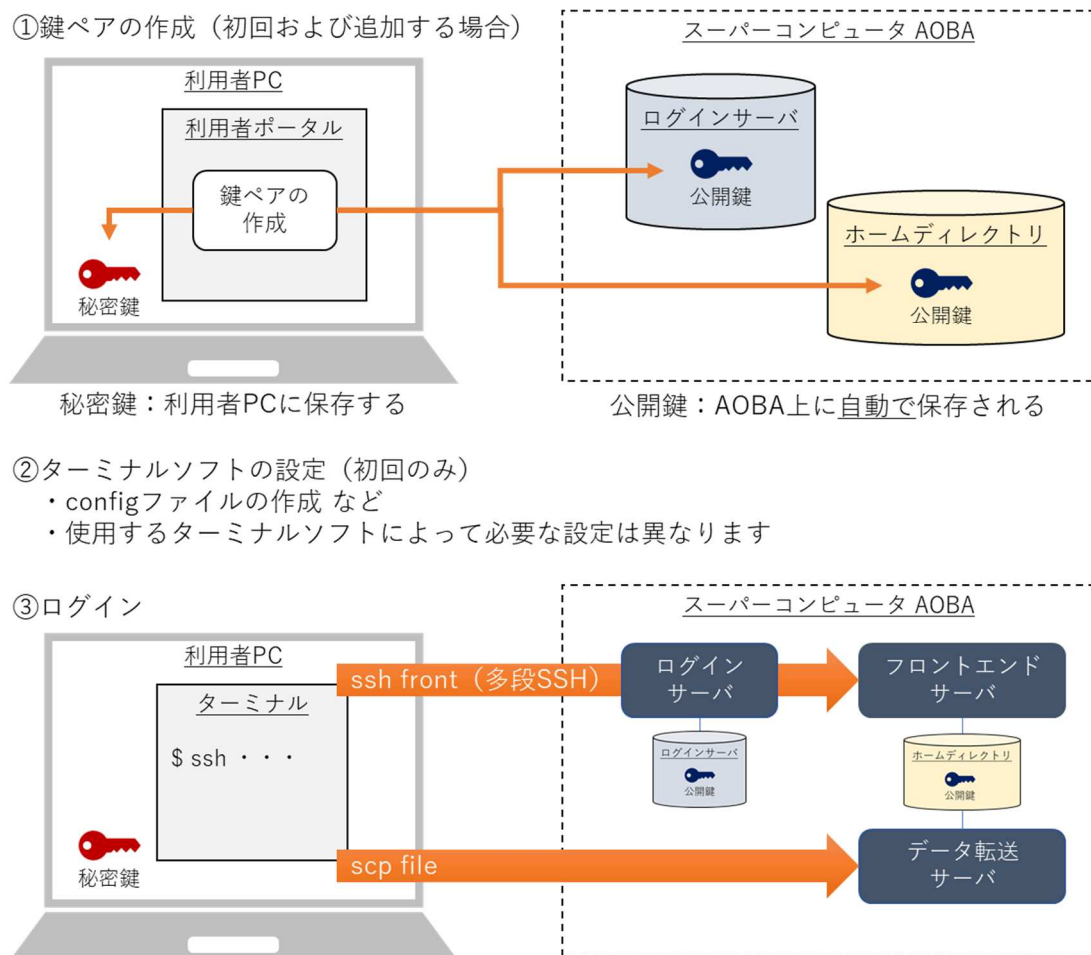 ①鍵ペアの作成（初回および追加する場合）
スーパーコンピュータ AOBA
利用者PC
利用者ポータル
鍵ペアの
作成
秘密鍵
ログインサーバ
公開鍵
ホームディレクトリ
公開鍵
秘密鍵：利用者PCに保存する
公開鍵：AOBA上に自動で保存される
②ターミナルソフトの設定（初回のみ）
・configファイルの作成 など
・使用するターミナルソフトによって必要な設定は異なります
③ログイン
スーパーコンピュータ AOBA
利用者PC
ターミナル
$ ssh ・・・
秘密鍵
ssh front（多段SSH）
ログイン
サーバ
フロントエンド
サーバ
ログインサーバ
公開鍵
ホームディレクトリ
公開鍵
scp file
データ転送
サーバ